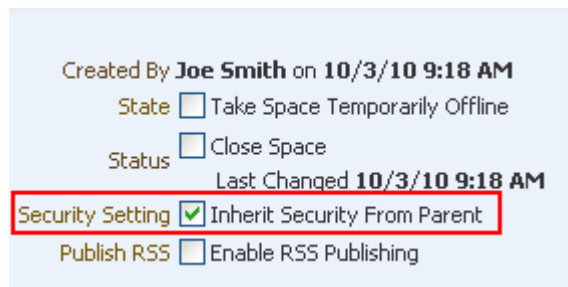 Created By Joe Smith on 10/3/10 9:18 AM
State Take Space Temporarily Offline
Status Close Space
Last Changed 10/3/10 9:18 AM
Security Setting Inherit Security From Parent
Publish RSS Enable RSS Publishing